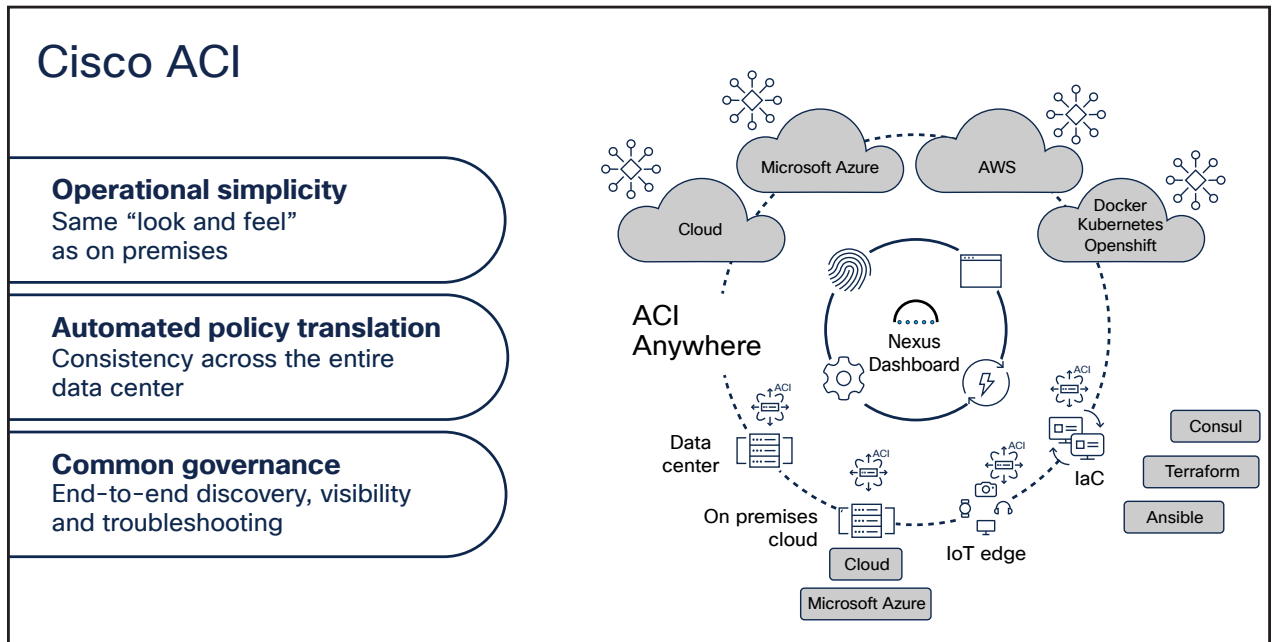 Cisco ACI
Operational simplicity
Same “look and feel”
as on premises
Automated policy translation
Consistency across the entire
data center
Common governance
End-to-end discovery, visibility
and troubleshooting
Cloud
Microsoft Azure
AWS
Docker
Kubernetes
Openshift
ACI
Anywhere
Nexus
Dashboard
ACI
Data
center
ACI
On premises
cloud
Cloud
Microsoft Azure
ACI
IoT edge
ACI
IaC
Consul
Terraform
Ansible